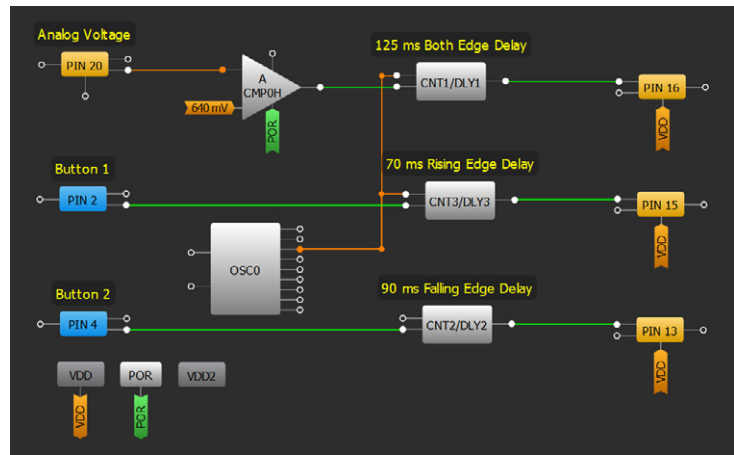 Analog Voltage
125 ms Both Edge Delay
PIN 20
A
CMP0H
CNT1/DLY1
PIN 16
640 mV
POR
VDD
Button 1
70 ms Rising Edge Delay
PIN 2
CNT3/DLY3
PIN 15
VDD
OSC0
Button 2
90 ms Falling Edge Delay
PIN 4
CNT2/DLY2
PIN 13
VDD
VDD
POR
VDD2
VDD
POR